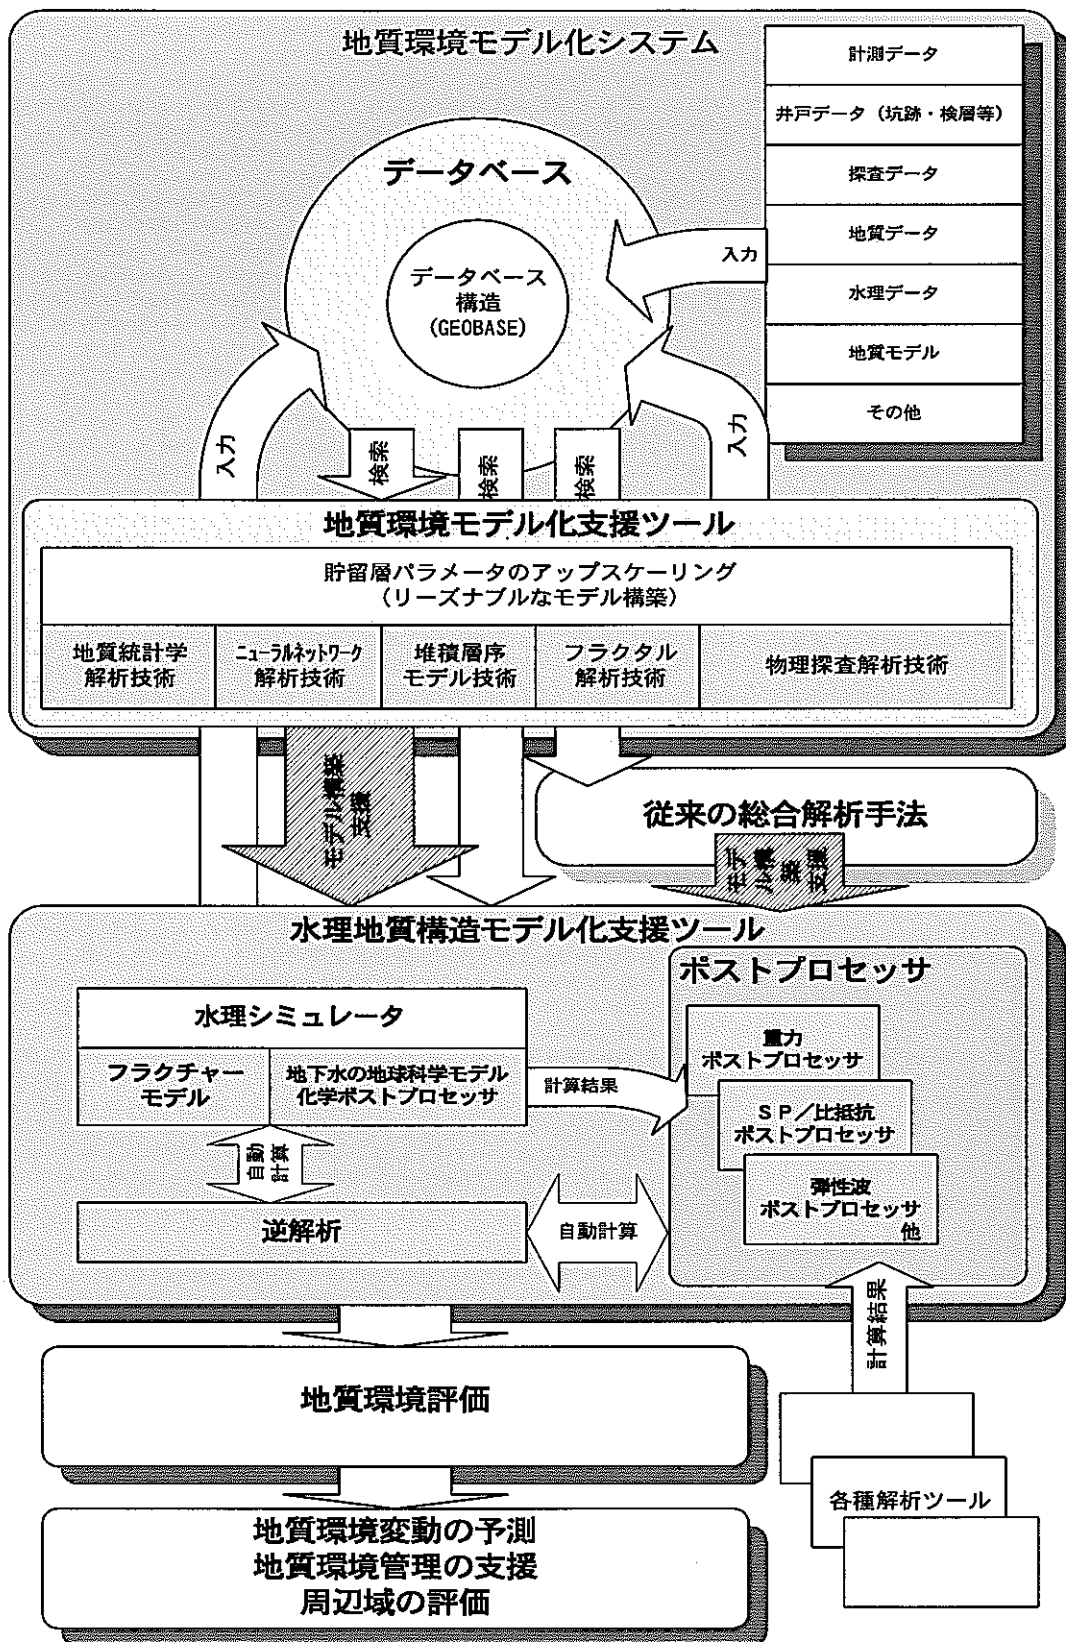 地質環境モデル化システム
計測データ
井戸データ（坑跡・検層等）
探査データ
地質データ
水理データ
地質モデル
その他
データベース
データベース
構造
(GEOBASE)
入力
入力
入力
検索
検索
検索
地質環境モデル化支援ツール
貯留層パラメータのアップスケーリング
（リーズナブルなモデル構築）
地質統計学
解析技術
ニューラルネットワーク
解析技術
堆積層序
モデル技術
フラクタル
解析技術
物理探査解析技術
モデル構築
支援
従来の総合解析手法
モデ
ル構
築
支援
水理地質構造モデル化支援ツール
水理シミュレータ
フラクチャー
モデル
地下水の地球科学モデル
化学ポストプロセッサ
計算結果
自動
計算
逆解析
自動計算
ポストプロセッサ
重力
ポストプロセッサ
ＳＰ／比抵抗
ポストプロセッサ
弾性波
ポストプロセッサ
他
計算結果
各種解析ツール
地質環境評価
地質環境変動の予測
地質環境管理の支援
周辺域の評価